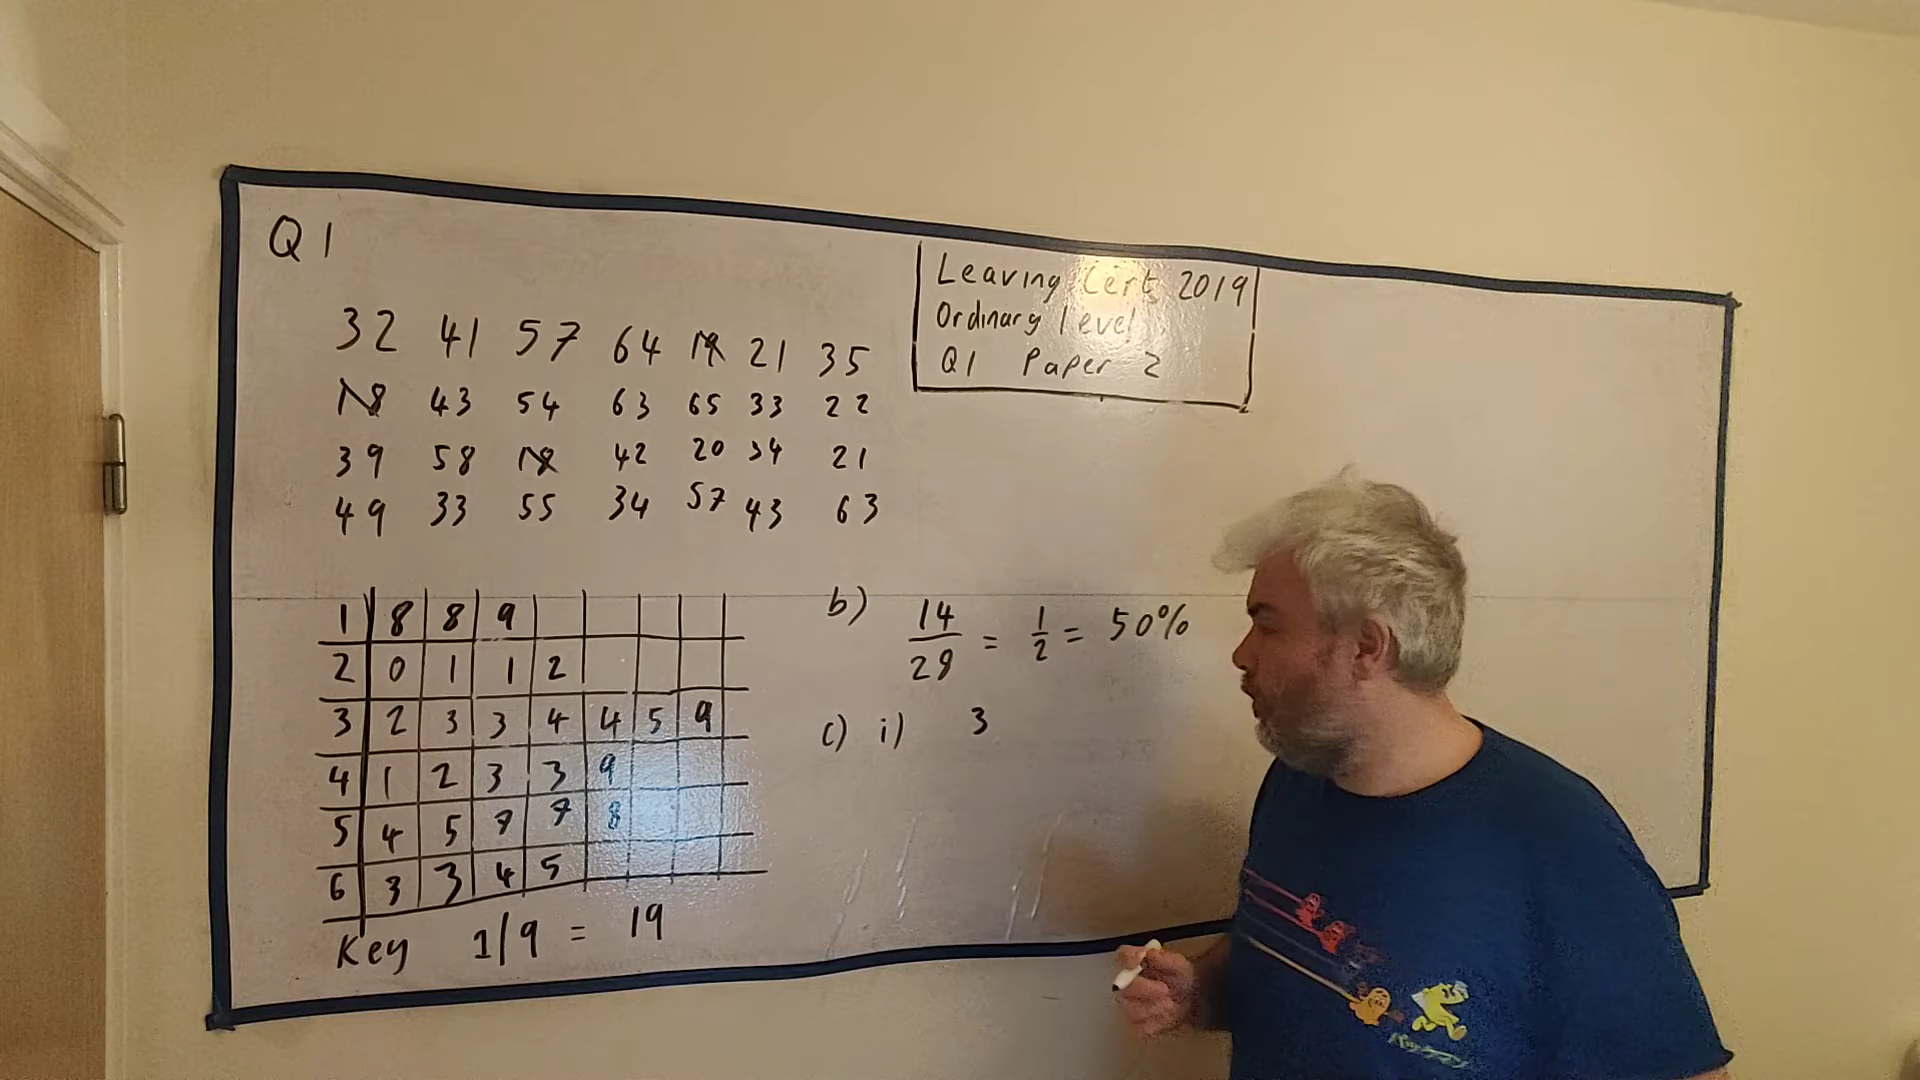 Q1
Leaving Cert 2019
Ordinary level
Q1 Paper 2
32 41 57 64 19 21 35
18 43 54 63 65 33 22
39 58 18 42 20 34 21
49 33 55 34 57 43 63
1 8 8 9
2 0 1 1 2
3 2 3 3 4 4 5 9
4 1 2 3 3 9
5 4 5 7 7 8
6 3 3 4 5
Key 1/9 = 19
b) 14/28 = 1/2 = 50%
c) i) 3